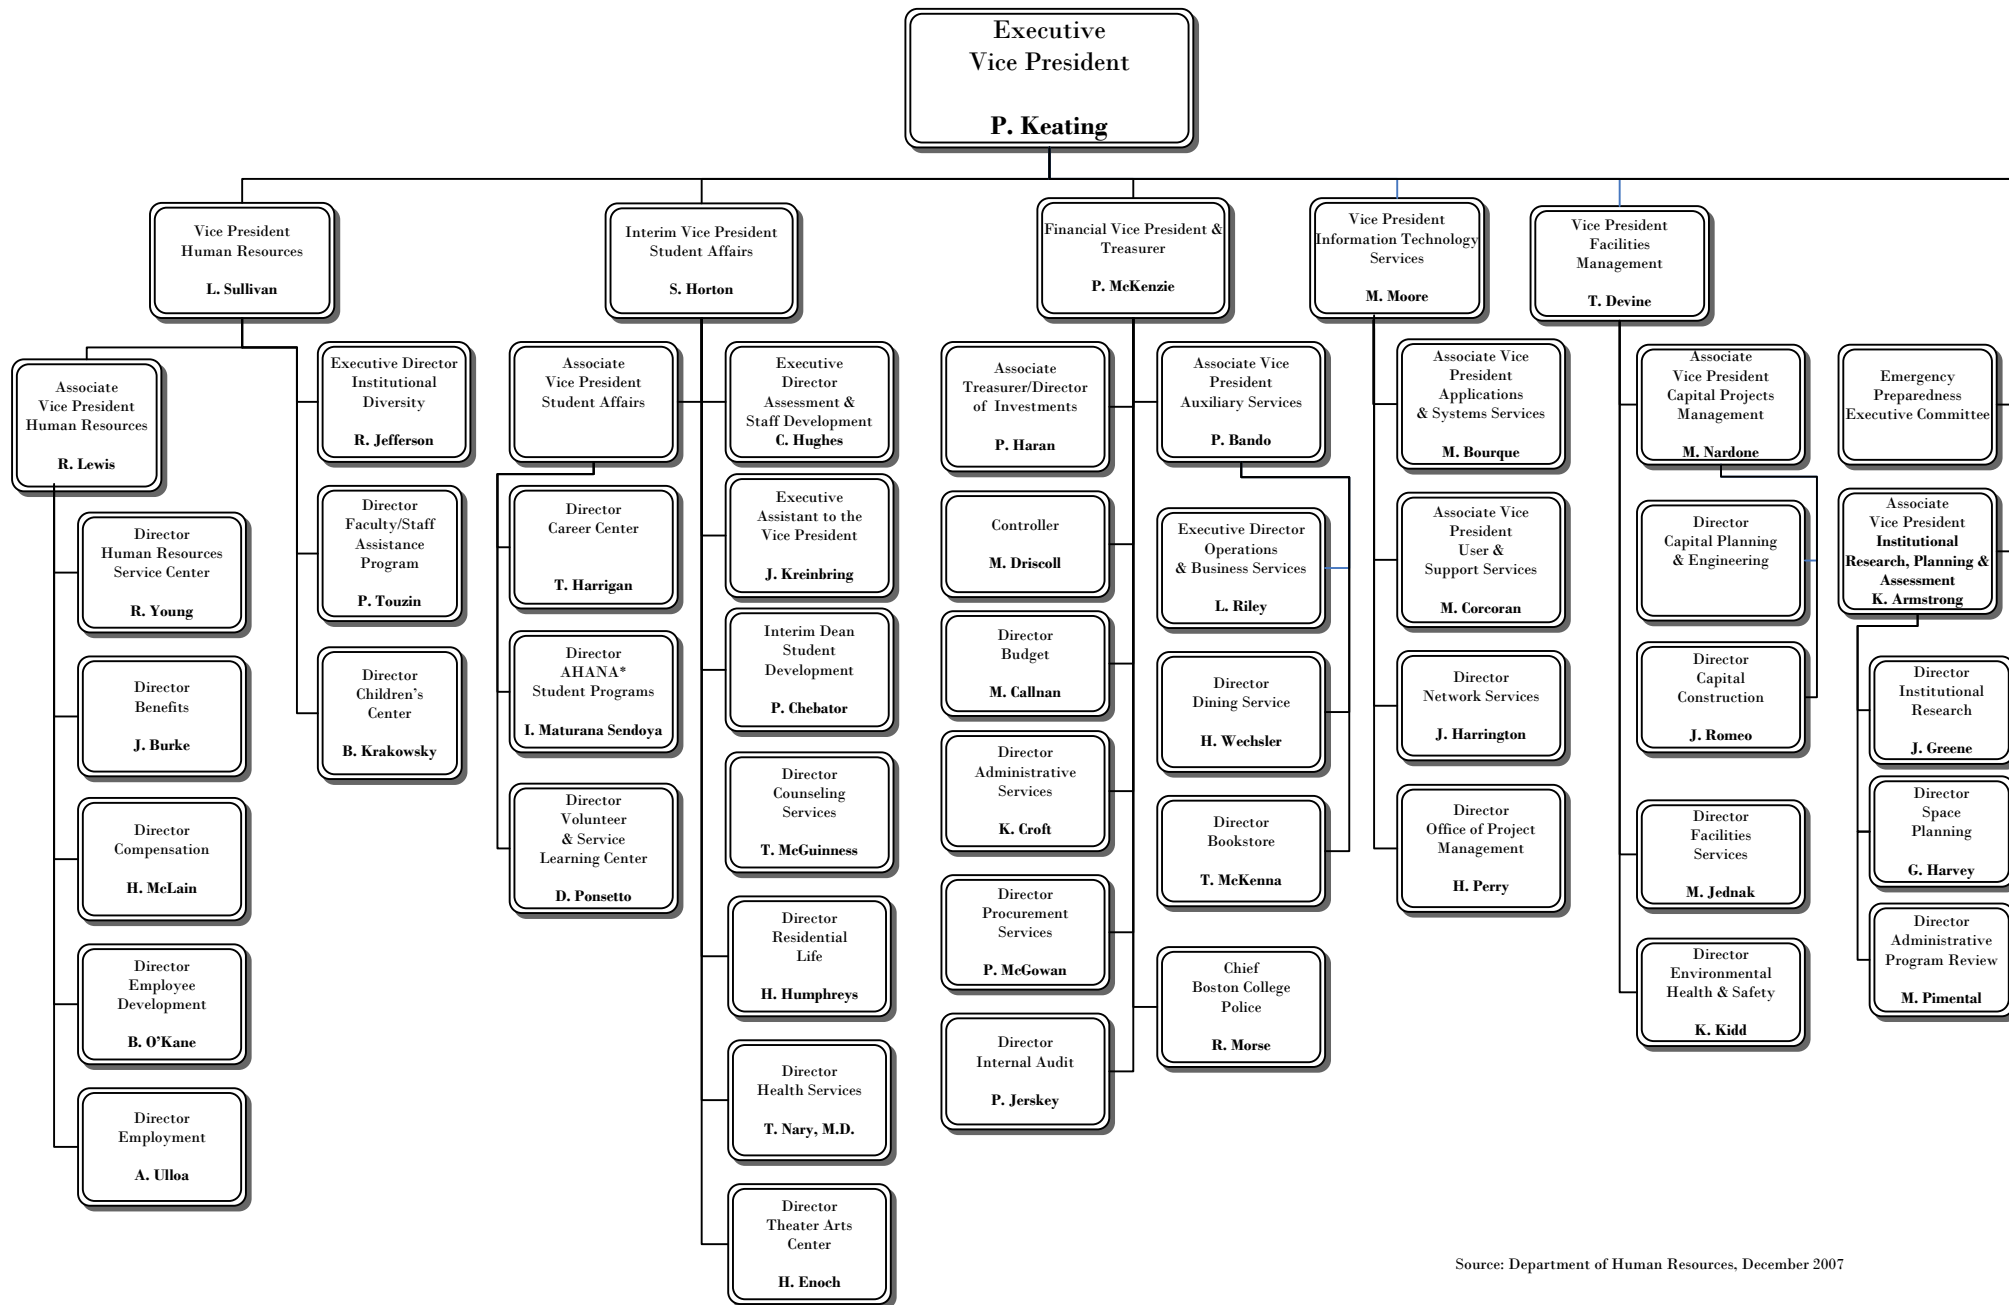 Executive
Vice President
P. Keating
Vice President
Human Resources
L. Sullivan
Associate
Vice President
Human Resources
R. Lewis
Director
Human Resources
Service Center
R. Young
Director
Benefits
J. Burke
Director
Compensation
H. McLain
Director
Employee
Development
B. O’Kane
Director
Employment
A. Ulloa
Executive Director
Institutional
Diversity
R. Jefferson
Director
Faculty/Staff
Assistance
Program
P. Touzin
Director
Children’s
Center
B. Krakowsky
Interim Vice President
Student Affairs
S. Horton
Associate
Vice President
Student Affairs
Director
Career Center
T. Harrigan
Director
AHANA*
Student Programs
I. Maturana Sendoya
Director
Volunteer
& Service
Learning Center
D. Ponsetto
Executive
Director
Assessment &
Staff Development
C. Hughes
Executive
Assistant to the
Vice President
J. Kreinbring
Interim Dean
Student
Development
P. Chebator
Director
Counseling
Services
T. McGuinness
Director
Residential
Life
H. Humphreys
Director
Health Services
T. Nary, M.D.
Director
Theater Arts
Center
H. Enoch
Financial Vice President &
Treasurer
P. McKenzie
Associate
Treasurer/Director
of Investments
P. Haran
Controller
M. Driscoll
Director
Budget
M. Callnan
Director
Administrative
Services
K. Croft
Director
Procurement
Services
P. McGowan
Director
Internal Audit
P. Jerskey
Associate Vice
President
Auxiliary Services
P. Bando
Executive Director
Operations
& Business Services
L. Riley
Director
Dining Service
H. Wechsler
Director
Bookstore
T. McKenna
Chief
Boston College
Police
R. Morse
Vice President
Information Technology
Services
M. Moore
Associate Vice
President
Applications
& Systems Services
M. Bourque
Associate Vice
President
User &
Support Services
M. Corcoran
Director
Network Services
J. Harrington
Director
Office of Project
Management
H. Perry
Vice President
Facilities
Management
T. Devine
Associate
Vice President
Capital Projects
Management
M. Nardone
Director
Capital Planning
& Engineering
Director
Capital
Construction
J. Romeo
Director
Facilities
Services
M. Jednak
Director
Environmental
Health & Safety
K. Kidd
Emergency
Preparedness
Executive Committee
Associate
Vice President
Institutional
Research, Planning &
Assessment
K. Armstrong
Director
Institutional
Research
J. Greene
Director
Space
Planning
G. Harvey
Director
Administrative
Program Review
M. Pimental
Source: Department of Human Resources, December 2007